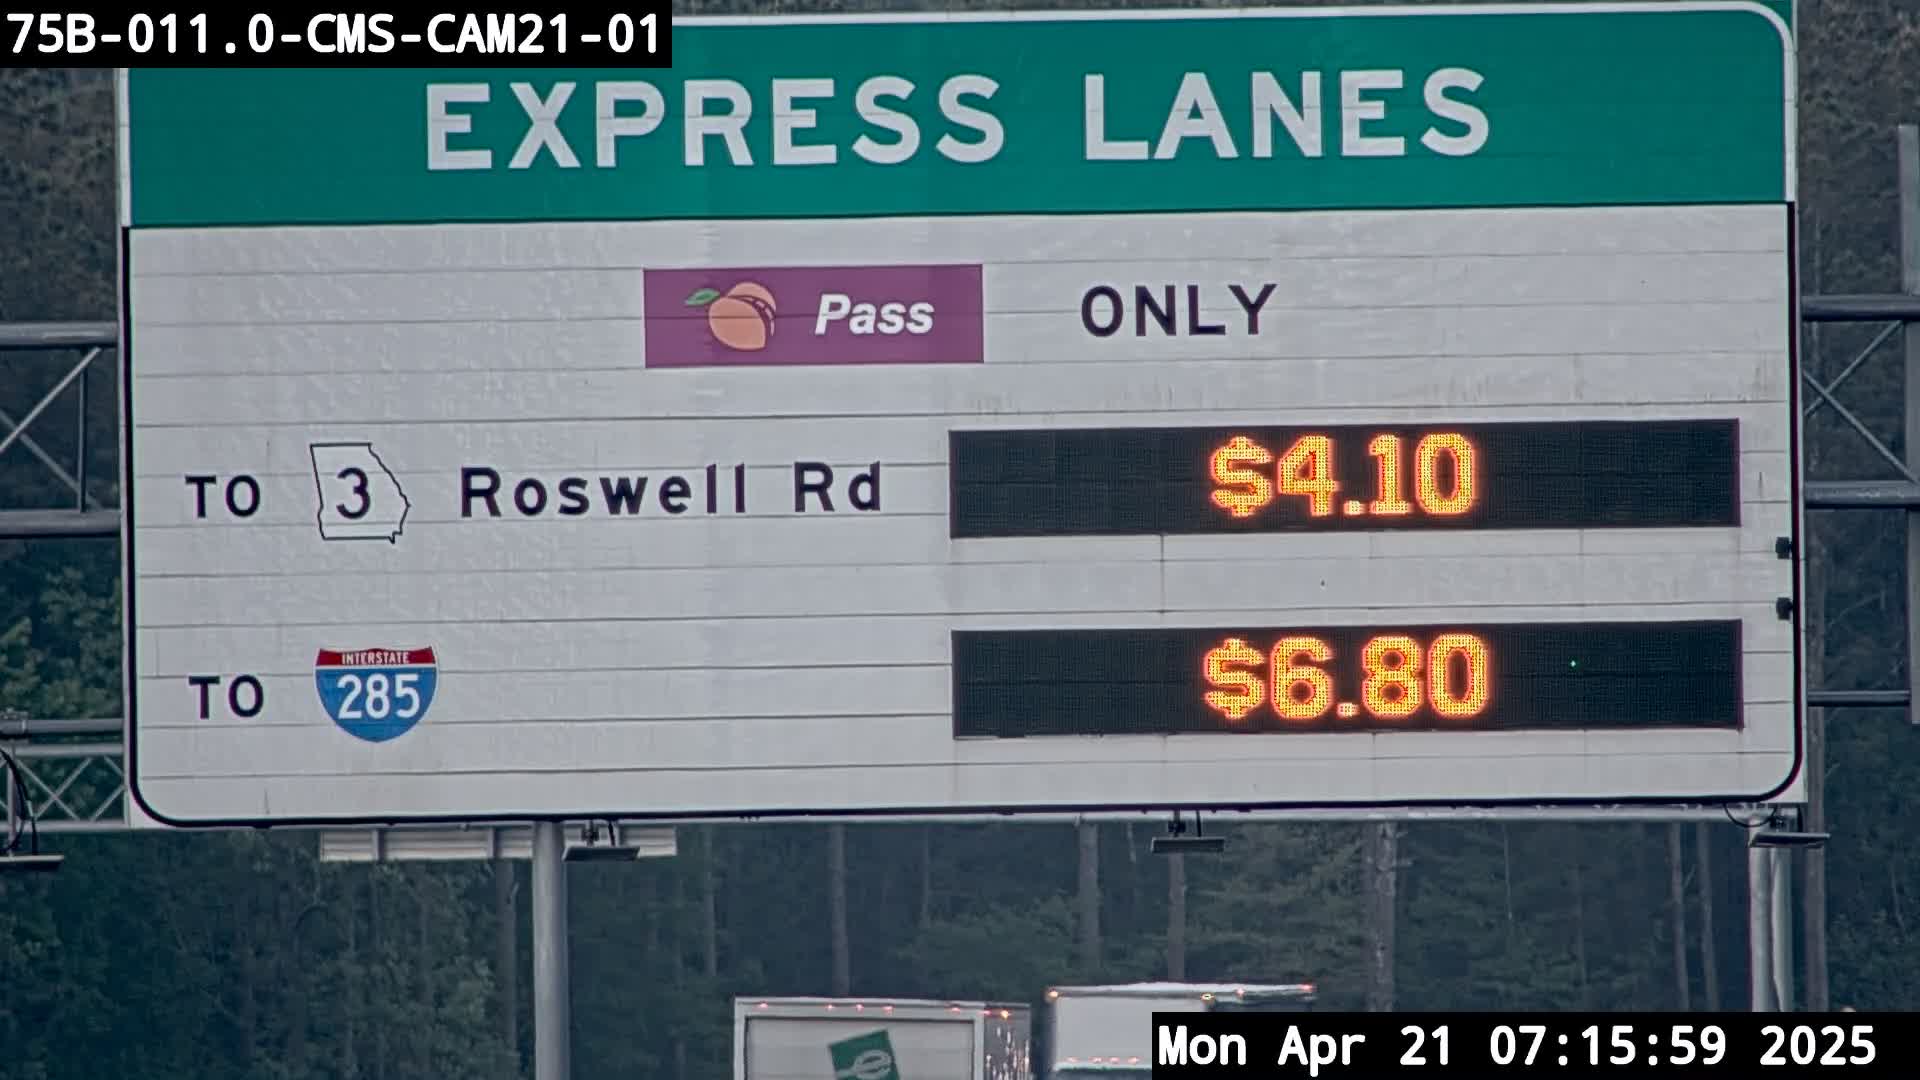 75B-011.0-CMS-CAM21-01
EXPRESS LANES
Pass ONLY
TO 3 Roswell Rd $4.10
TO INTERSTATE 285 $6.80
Mon Apr 21 07:15:59 2025